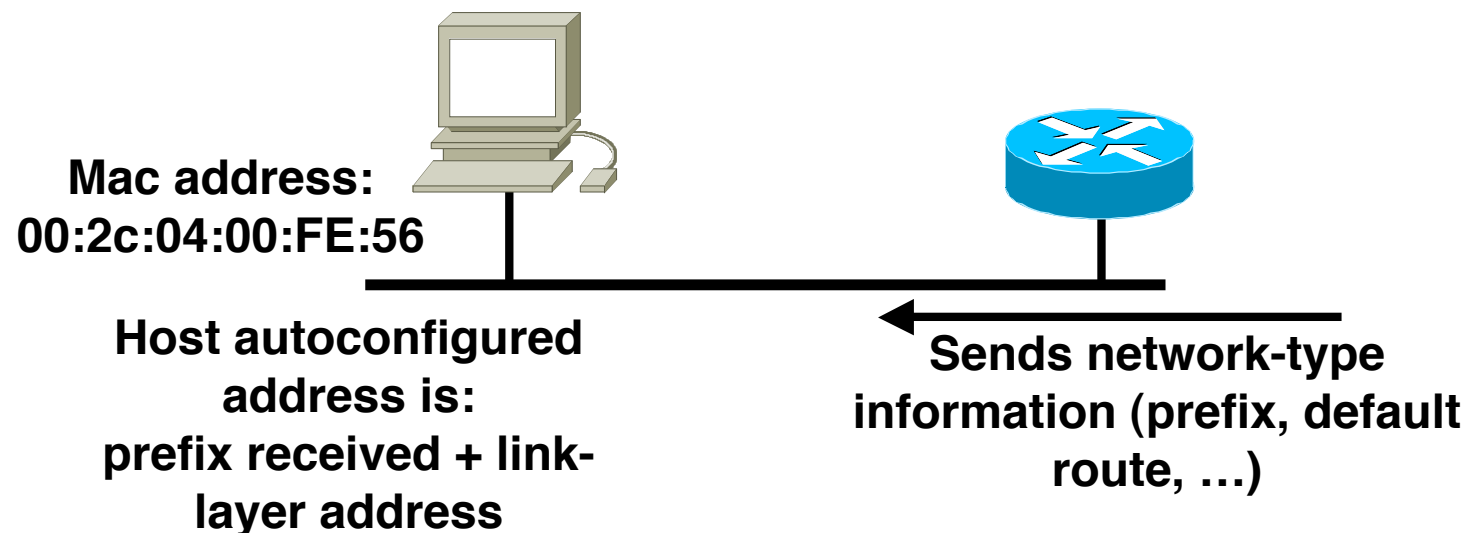 Mac address:
00:2c:04:00:FE:56
Host autoconfigured
address is:
prefix received + link-
layer address
Sends network-type
information (prefix, default
route, …)